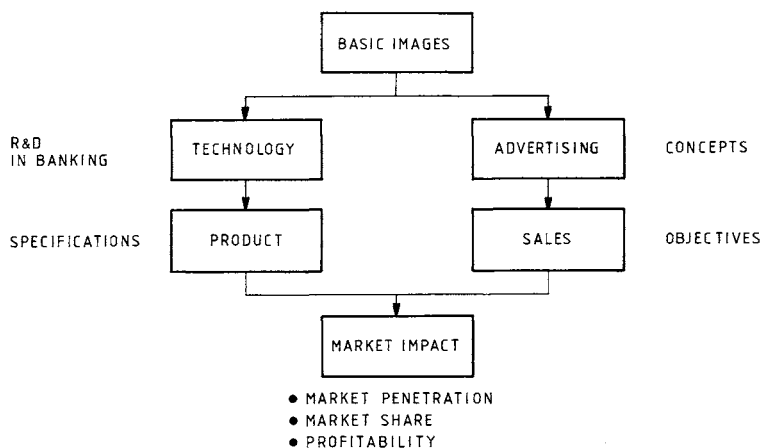 BASIC IMAGES
R&D
IN BANKING
TECHNOLOGY
ADVERTISING
CONCEPTS
SPECIFICATIONS
PRODUCT
SALES
OBJECTIVES
MARKET IMPACT
● MARKET PENETRATION
● MARKET SHARE
● PROFITABILITY